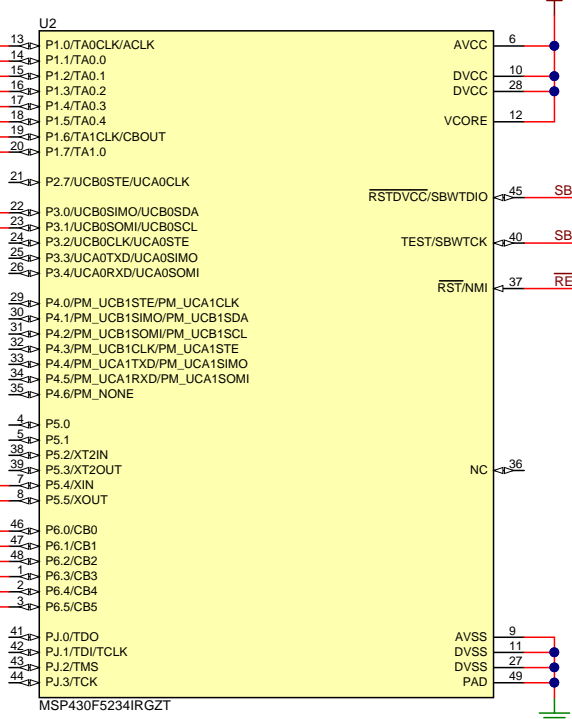 U2
13 P1.0/TA0CLK/ACLK
14 P1.1/TA0.0
15 P1.2/TA0.1
16 P1.3/TA0.2
17 P1.4/TA0.3
18 P1.5/TA0.4
19 P1.6/TA1CLK/CBOUT
20 P1.7/TA1.0
21 P2.7/UCB0STE/UCA0CLK
22 P3.0/UCB0SIMO/UCB0SDA
23 P3.1/UCB0SOMI/UCB0SCL
24 P3.2/UCB0CLK/UCA0STE
25 P3.3/UCA0TXD/UCA0SIMO
26 P3.4/UCA0RXD/UCA0SOMI
29 P4.0/PM_UCB1STE/PM_UCA1CLK
30 P4.1/PM_UCB1SIMO/PM_UCB1SDA
31 P4.2/PM_UCB1SOMI/PM_UCB1SCL
32 P4.3/PM_UCB1CLK/PM_UCA1STE
33 P4.4/PM_UCA1TXD/PM_UCA1SIMO
34 P4.5/PM_UCA1RXD/PM_UCA1SOMI
35 P4.6/PM_NONE
4 P5.0
5 P5.1
38 P5.2/XT2IN
39 P5.3/XT2OUT
7 P5.4/XIN
8 P5.5/XOUT
46 P6.0/CB0
47 P6.1/CB1
48 P6.2/CB2
1 P6.3/CB3
2 P6.4/CB4
3 P6.5/CB5
41 PJ.0/TDO
42 PJ.1/TDI/TCLK
43 PJ.2/TMS
44 PJ.3/TCK
AVCC 6
DVCC 10
DVCC 28
VCORE 12
RSTDVCC/SBWTDIO 45 SB
TEST/SBWTCK 40 SB
RST/NMI 37 RE
NC 36
AVSS 9
DVSS 11
DVSS 27
PAD 49
MSP430F5234IRGZT